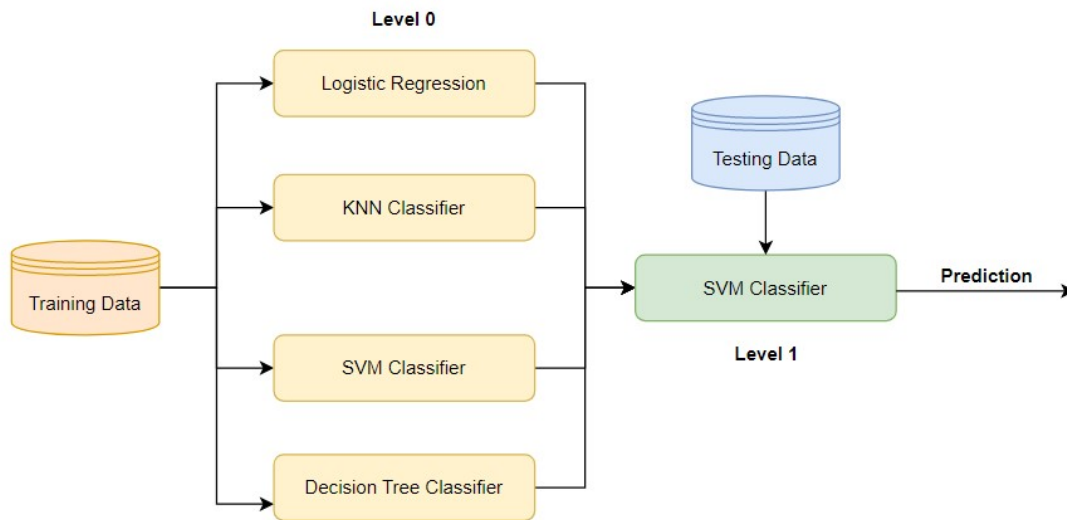 Level 0
Logistic Regression
KNN Classifier
Training Data
SVM Classifier
Decision Tree Classifier
Testing Data
SVM Classifier
Level 1
Prediction